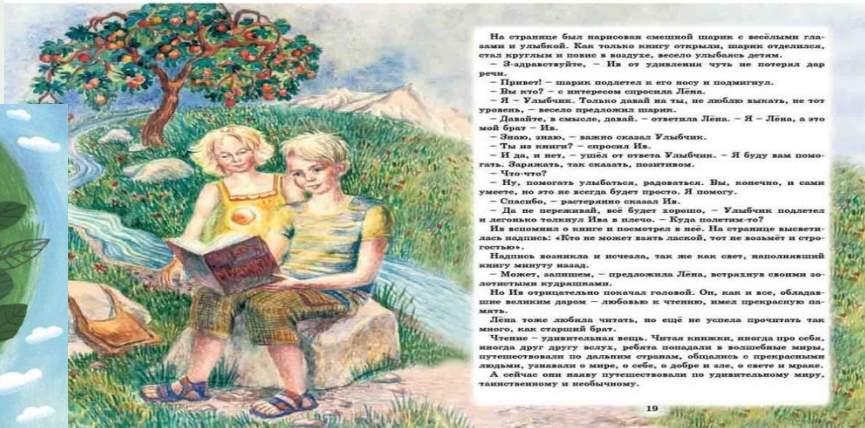 На странице был нарисован смешной шарик с весёлыми гла-
зами и улыбкой. Как только книгу открыли, шарик отделился,
стал круглым и повис в воздухе, весело улыбаясь детям.
– З-здравствуйте, – Ив от удивления чуть не потерял дар
речи.
– Привет! – шарик подлетел к его носу и подмигнул.
– Вы кто? – с интересом спросила Лёна.
– Я – Улыбчик. Только давай на ты, не люблю выкать, не тот
уровень, – весело предложил шарик.
– Давайте, в смысле, давай. – ответила Лёна. – Я – Лёна, а это
мой брат – Ив.
– Знаю, знаю, – важно сказал Улыбчик.
– Ты из книги? – спросил Ив.
– И да, и нет, – ушёл от ответа Улыбчик. – Я буду вам помо-
гать. Заряжать, так сказать, позитивом.
– Что-что?
– Ну, помогать улыбаться, радоваться. Вы, конечно, и сами
умеете, но это не всегда будет просто. Я помогу.
– Спасибо, – растерянно сказал Ив.
– Да не переживай, всё будет хорошо, – Улыбчик подлетел
и легонько толкнул Ива в плечо. – Куда полетим-то?
Ив вспомнил о книге и посмотрел в неё. На странице высвети-
лась надпись: «Кто не может взять лаской, тот не возьмёт и стро-
гостью».
Надпись возникла и исчезла, так же как свет, наполнявший
книгу минуту назад.
– Может, запишем, – предложила Лёна, встряхнув своими зо-
лотистыми кудряшками.
Но Ив отрицательно покачал головой. Он, как и все, обладав-
шие великим даром – любовью к чтению, имел прекрасную па-
мять.
Лёна тоже любила читать, но ещё не успела прочитать так
много, как старший брат.
Чтение – удивительная вещь. Читая книжки, иногда про себя,
иногда друг другу вслух, ребята попадали в волшебные миры,
путешествовали по дальним странам, общались с прекрасными
людьми, узнавали о мире, о себе, о добре и зле, о свете и мраке.
А сейчас они наяву путешествовали по удивительному миру,
таинственному и необычному.
19